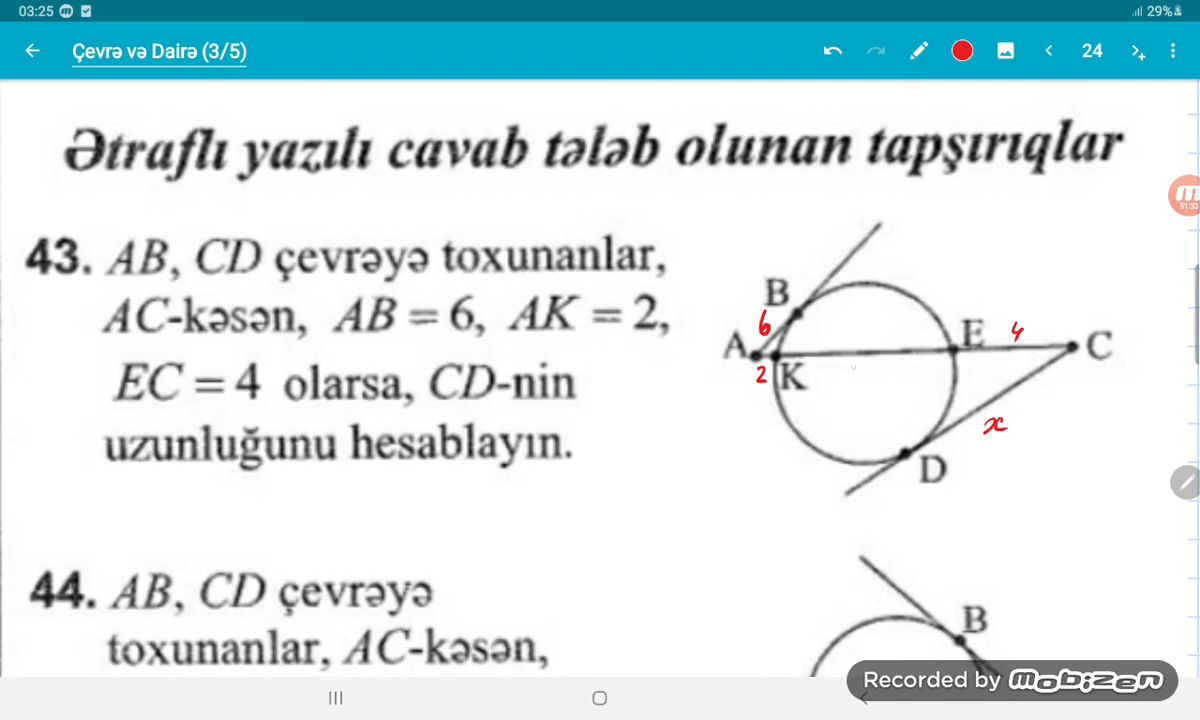 03:25
29%
Çevrə və Dairə (3/5)
24
Ətraflı yazılı cavab tələb olunan tapşırıqlar
43. AB, CD çevrəyə toxunanlar,
AC-kəsən, AB = 6, AK = 2,
EC = 4 olarsa, CD-nin
uzunluğunu hesablayın.
B
6
A
E
4
C
2
K
x
D
m
51:33
44. AB, CD çevrəyə
toxunanlar, AC-kəsən,
B
Recorded by mobizen